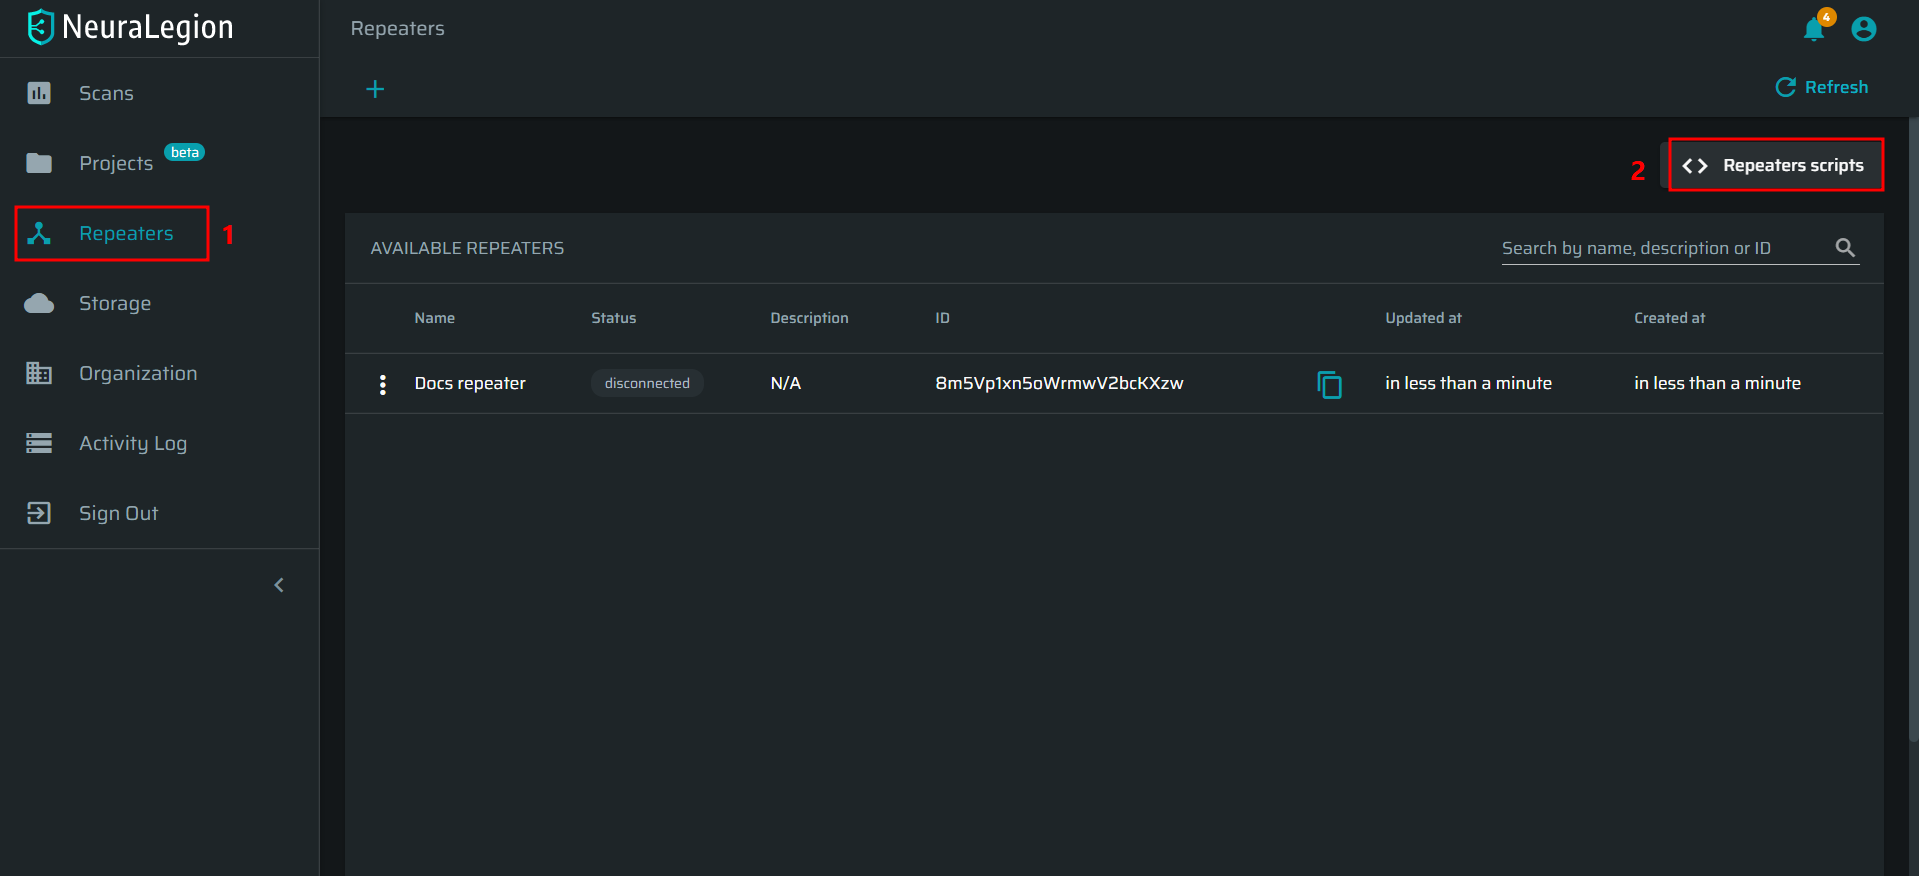 NeuraLegion
Repeaters
4
Refresh
Scans
Projects beta
Repeaters 1
Storage
Organization
Activity Log
Sign Out
2 Repeaters scripts
AVAILABLE REPEATERS
Search by name, description or ID
Name Status Description ID Updated at Created at
Docs repeater disconnected N/A 8m5Vp1xn5oWrmwV2bcKXzw in less than a minute in less than a minute